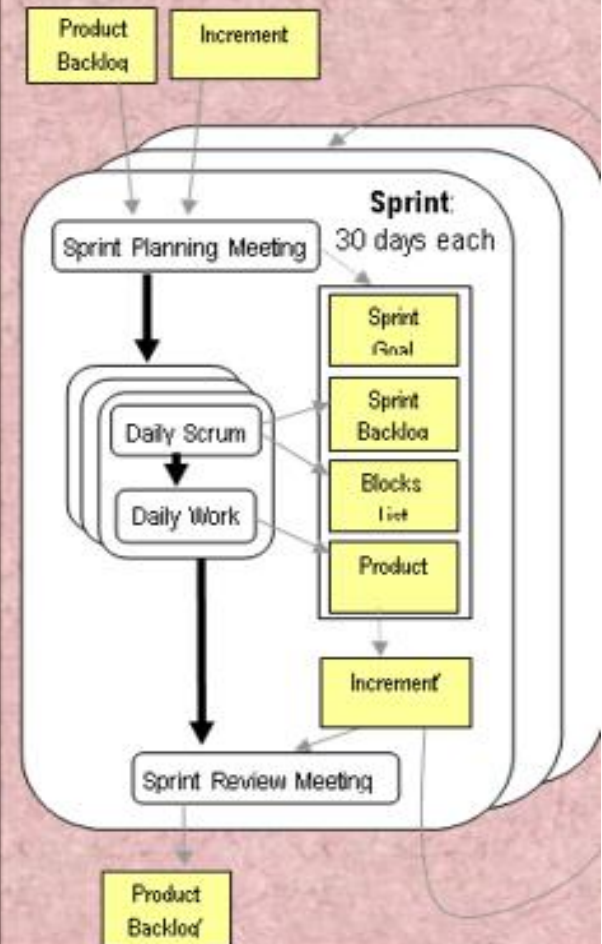 Product
Backlog
Increment
Sprint:
30 days each
Sprint Planning Meeting
Sprint
Goal
Sprint
Backlog
Daily Scrum
Blocks
List
Daily Work
Product
Increment'
Sprint Review Meeting
Product
Backlog'